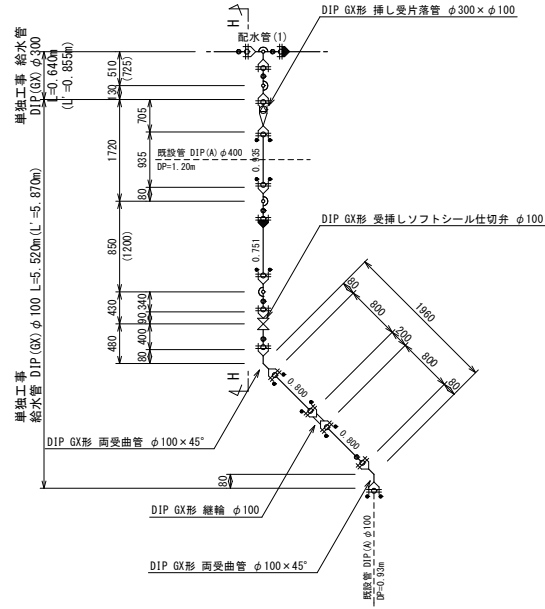 DIP GX形 挿し受片落管 φ300×φ100
配水管(1)
H
単独工事 給水管
DIP(GX) φ300
L=0.640m
(L'=0.855m)
510
(725)
130
705
1720
935
80
既設管 DIP(A)φ400
DP=1.20m
0.935
DIP GX形 受挿しソフトシール仕切弁 φ100
850
(1200)
0.751
430
340
90
480
400
80
単独工事
給水管 DIP(GX) φ100 L=5.520m(L'=5.870m)
H
80
800
200
800
80
1960
0.800
0.800
DIP GX形 両受曲管 φ100×45°
80
DIP GX形 継輪 φ100
DIP GX形 両受曲管 φ100×45°
既設管 DIP(A)φ100
DP=0.93m